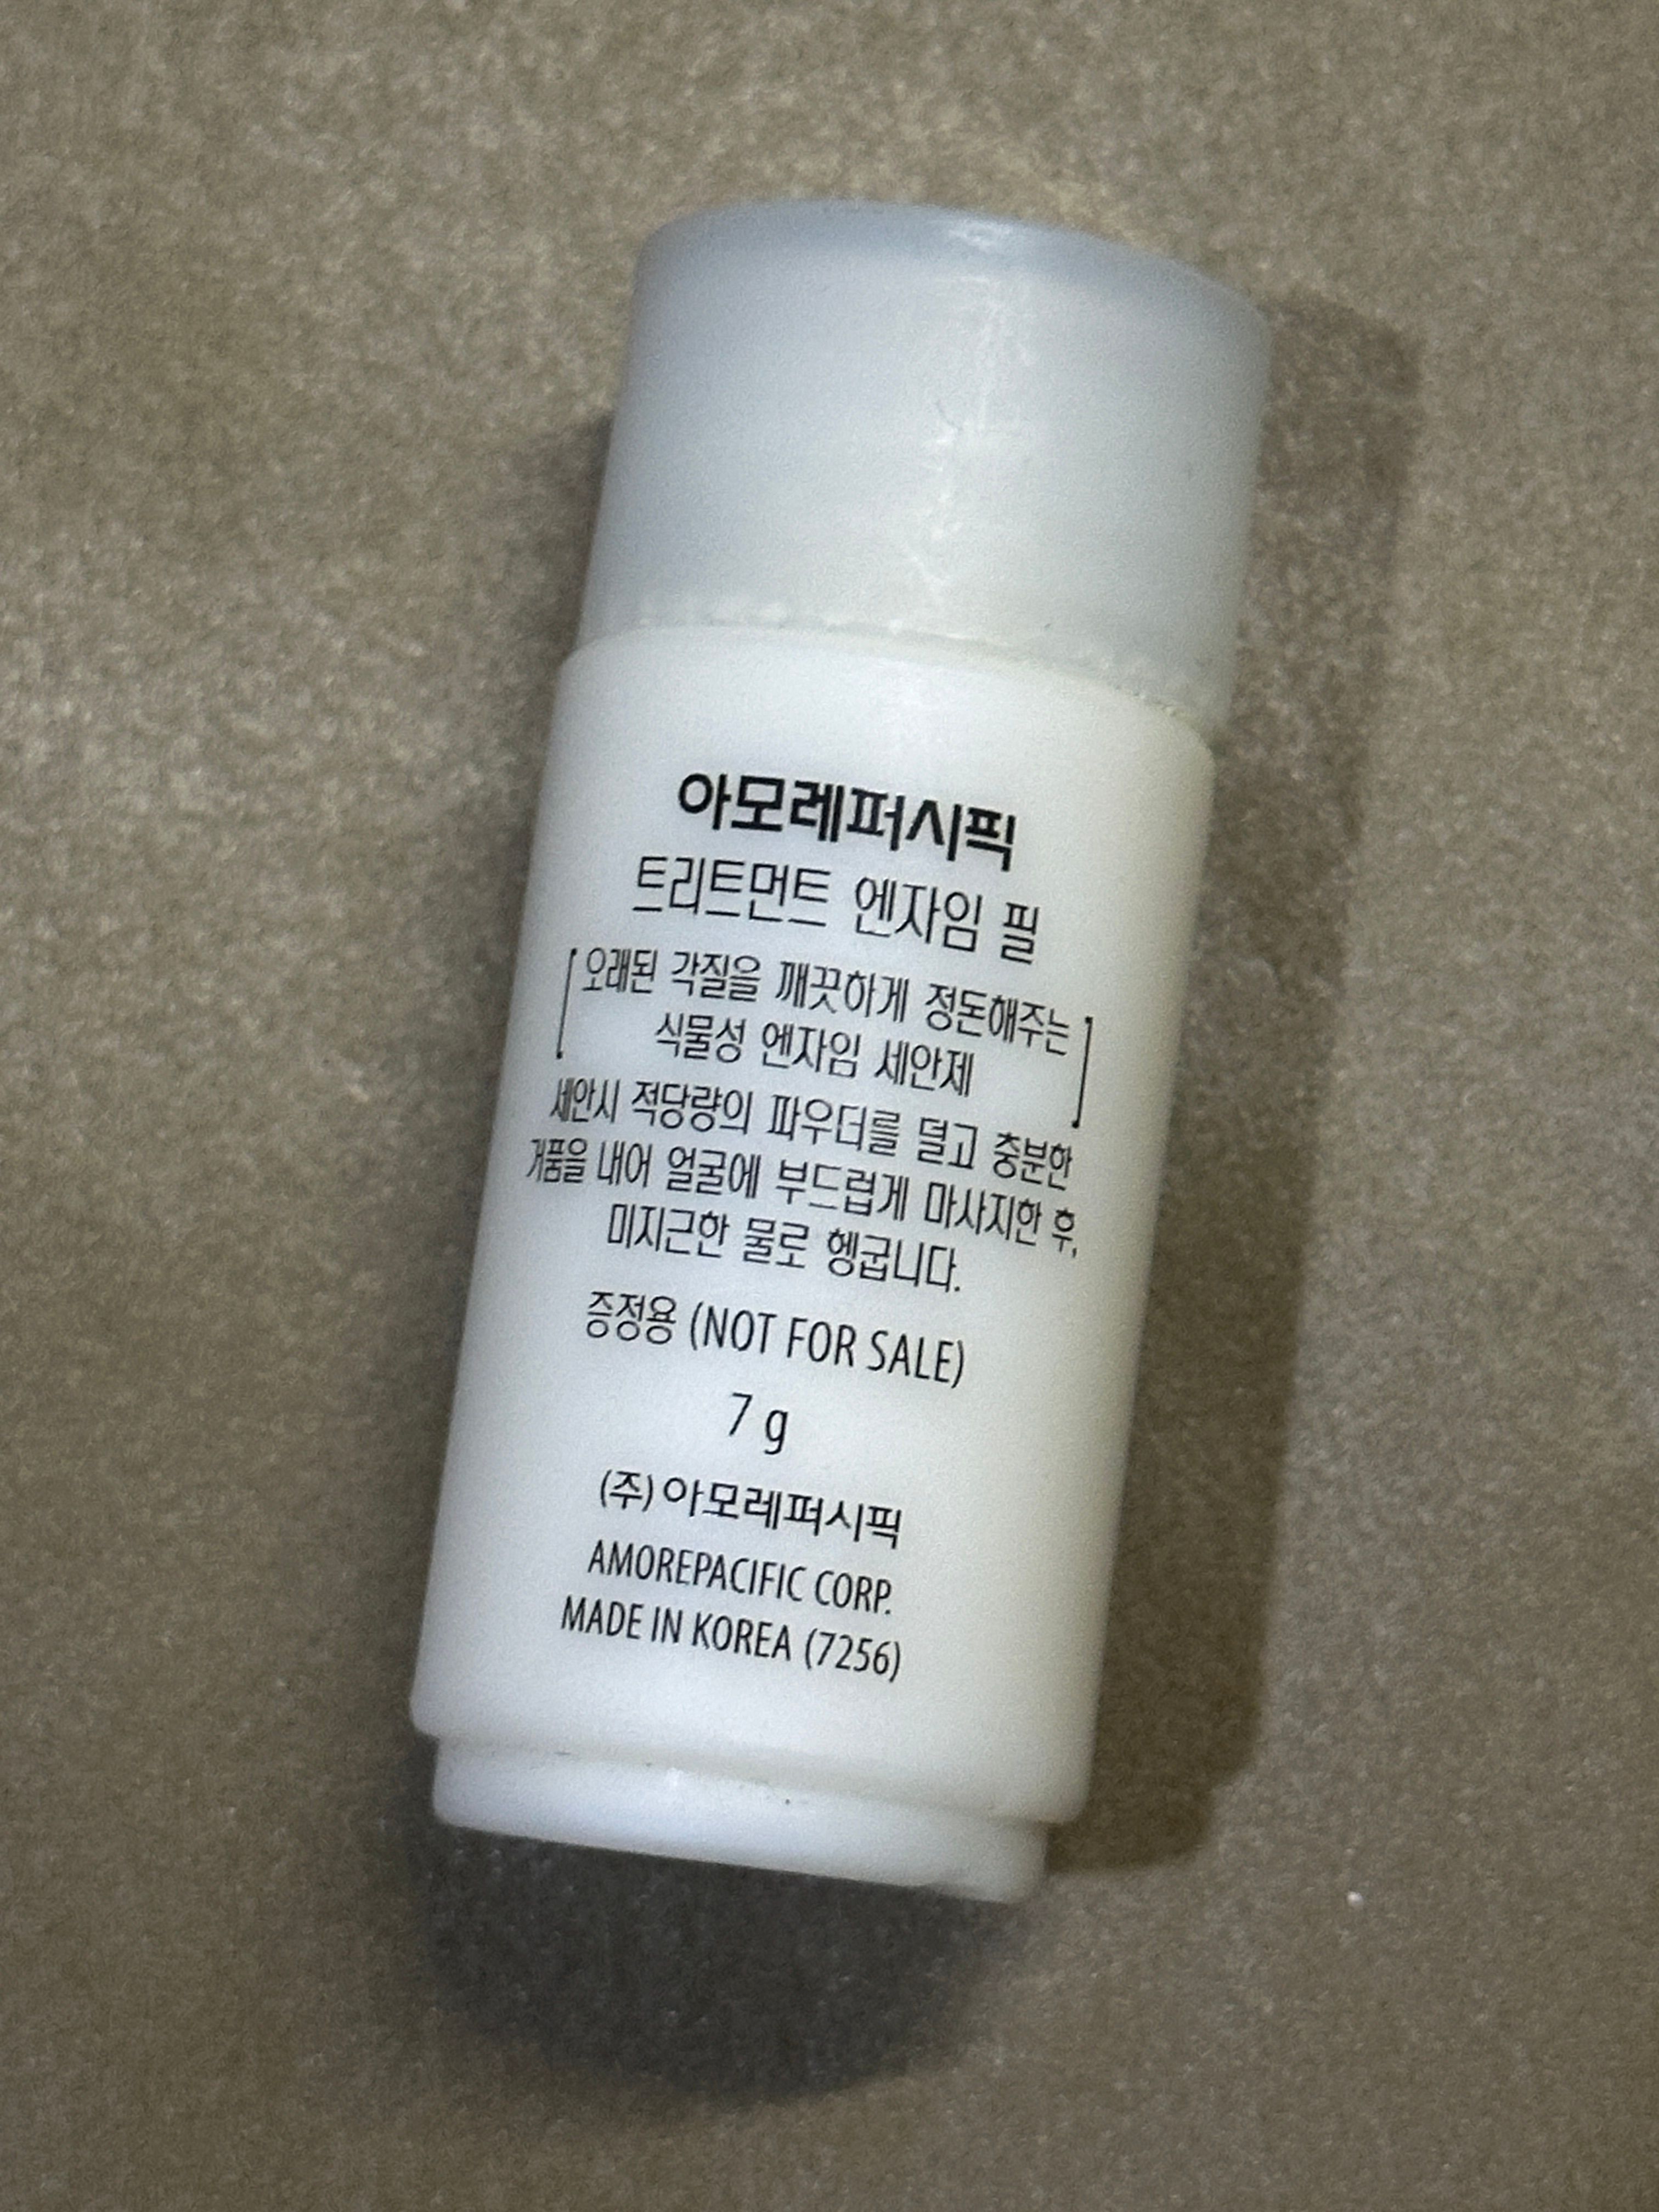 아모레퍼시픽
트리트먼트 엔자임 필
오래된 각질을 깨끗하게 정돈해주는
식물성 엔자임 세안제
세안시 적당량의 파우더를 덜고 충분한
거품을 내어 얼굴에 부드럽게 마사지한 후,
미지근한 물로 헹굽니다.
증정용 (NOT FOR SALE)
7 g
(주)아모레퍼시픽
AMOREPACIFIC CORP.
MADE IN KOREA (7256)